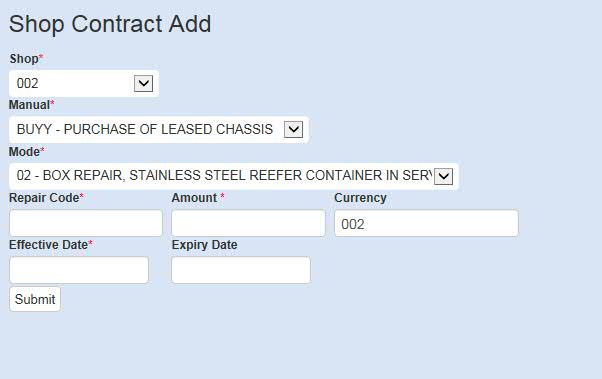 Shop Contract Add
Shop*
002
Manual*
BUYY - PURCHASE OF LEASED CHASSIS
Mode*
02 - BOX REPAIR, STAINLESS STEEL REEFER CONTAINER IN SER
Repair Code* Amount * Currency
002
Effective Date* Expiry Date
Submit